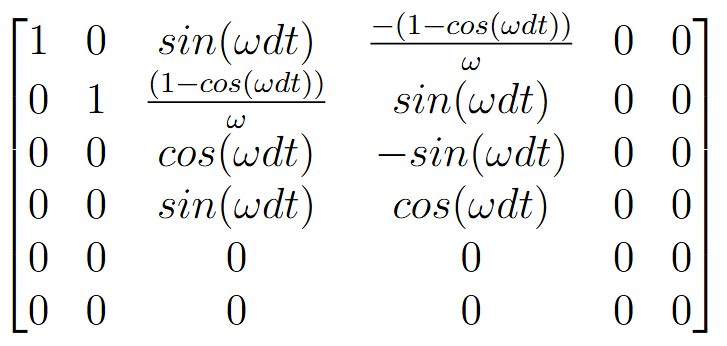 1 0 sin(ωdt) −(1−cos(ωdt))/ω 0 0
0 1 (1−cos(ωdt))/ω sin(ωdt) 0 0
0 0 cos(ωdt) −sin(ωdt) 0 0
0 0 sin(ωdt) cos(ωdt) 0 0
0 0 0 0 0 0
0 0 0 0 0 0